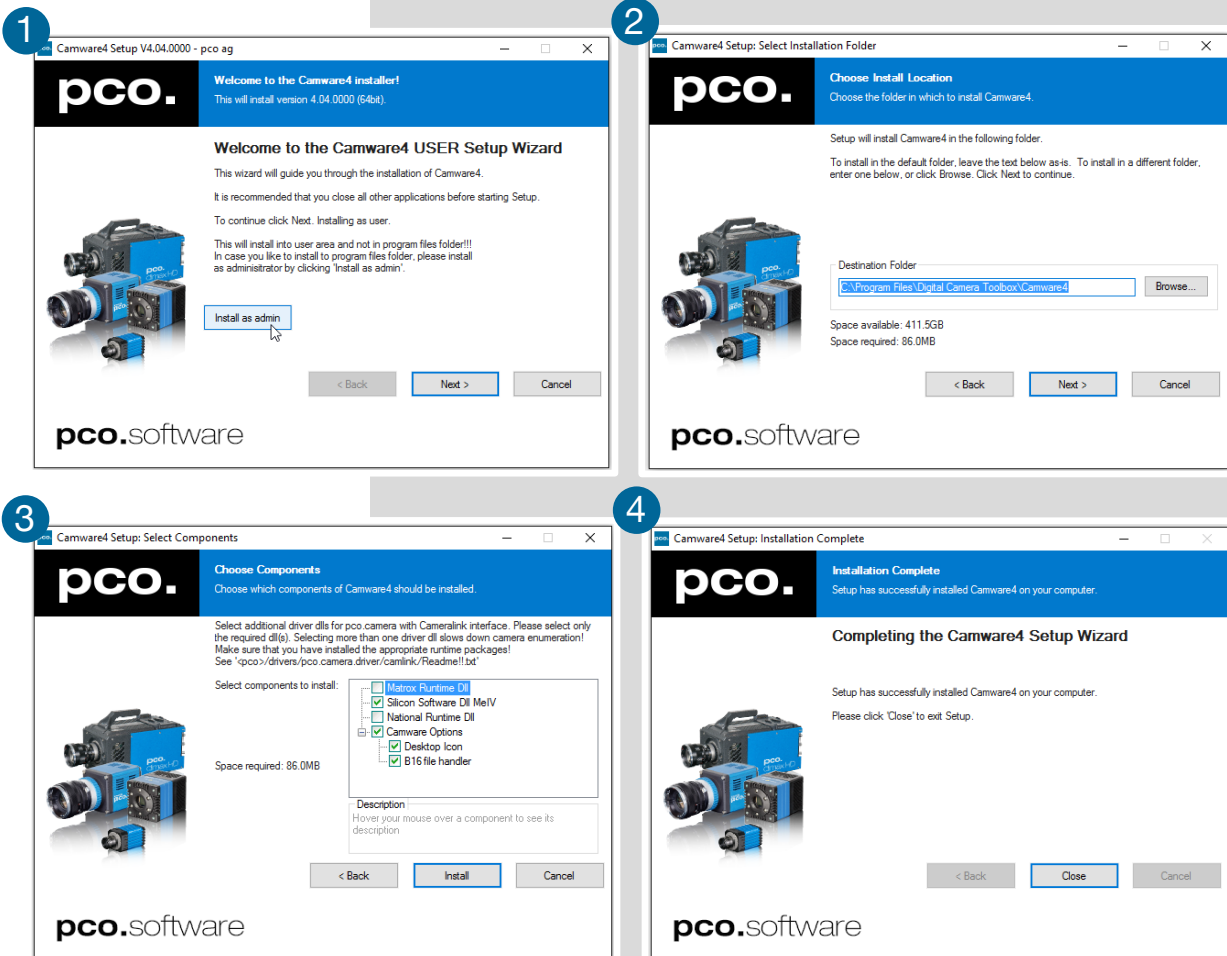 1
Camware4 Setup V4.04.0000 - pco ag
pco.
Welcome to the Camware4 installer!
This will install version 4.04.0000 (64bit).
Welcome to the Camware4 USER Setup Wizard
This wizard will guide you through the installation of Camware4.
It is recommended that you close all other applications before starting Setup.
To continue click Next. Installing as user.
This will install into user area and not in program files folder!!!
In case you like to install to program files folder, please install
as adminisitrator by clicking 'Install as admin'.
Install as admin
< Back
Next >
Cancel
pco.software
2
Camware4 Setup: Select Installation Folder
pco.
Choose Install Location
Choose the folder in which to install Camware4.
Setup will install Camware4 in the following folder.
To install in the default folder, leave the text below as-is. To install in a different folder,
enter one below, or click Browse. Click Next to continue.
Destination Folder
C:\Program Files\Digital Camera Toolbox\Camware4
Browse...
Space available: 411.5GB
Space required: 86.0MB
< Back
Next >
Cancel
pco.software
3
Camware4 Setup: Select Components
pco.
Choose Components
Choose which components of Camware4 should be installed.
Select additional driver dlls for pco.camera with Cameralink interface. Please select only
the required dll(s). Selecting more than one driver dll slows down camera enumeration!
Make sure that you have installed the appropriate runtime packages!
See '<pco>/drivers/pco.camera.driver/camlink/Readme!!.txt'
Select components to install:
Matrox Runtime Dll
Silicon Software Dll MeIV
National Runtime Dll
Camware Options
Desktop Icon
B16 file handler
Space required: 86.0MB
Description
Hover your mouse over a component to see its
description
< Back
Install
Cancel
pco.software
4
Camware4 Setup: Installation Complete
pco.
Installation Complete
Setup has successfully installed Camware4 on your computer.
Completing the Camware4 Setup Wizard
Setup has successfully installed Camware4 on your computer.
Please click 'Close' to exit Setup.
< Back
Close
Cancel
pco.software